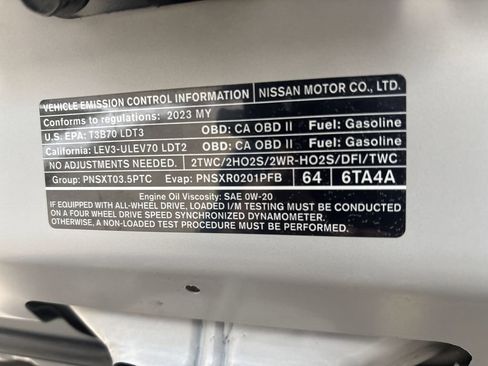 VEHICLE EMISSION CONTROL INFORMATION NISSAN MOTOR CO., LTD.
Conforms to regulations: 2023 MY
U.S. EPA: T3B70 LDT3 OBD: CA OBD II Fuel: Gasoline
California: LEV3-ULEV70 LDT2 OBD: CA OBD II Fuel: Gasoline
NO ADJUSTMENTS NEEDED. 2TWC/2HO2S/2WR-HO2S/DFI/TWC
Group: PNSXT03.5PTC Evap: PNSXR0201PFB 64 6TA4A
Engine Oil Viscosity: SAE 0W-20
IF EQUIPPED WITH ALL-WHEEL DRIVE, LOADED I/M TESTING MUST BE CONDUCTED
ON A FOUR WHEEL DRIVE SPEED SYNCHRONIZED DYNAMOMETER.
OTHERWISE, A NON-LOADED TEST PROCEDURE MUST BE PERFORMED.